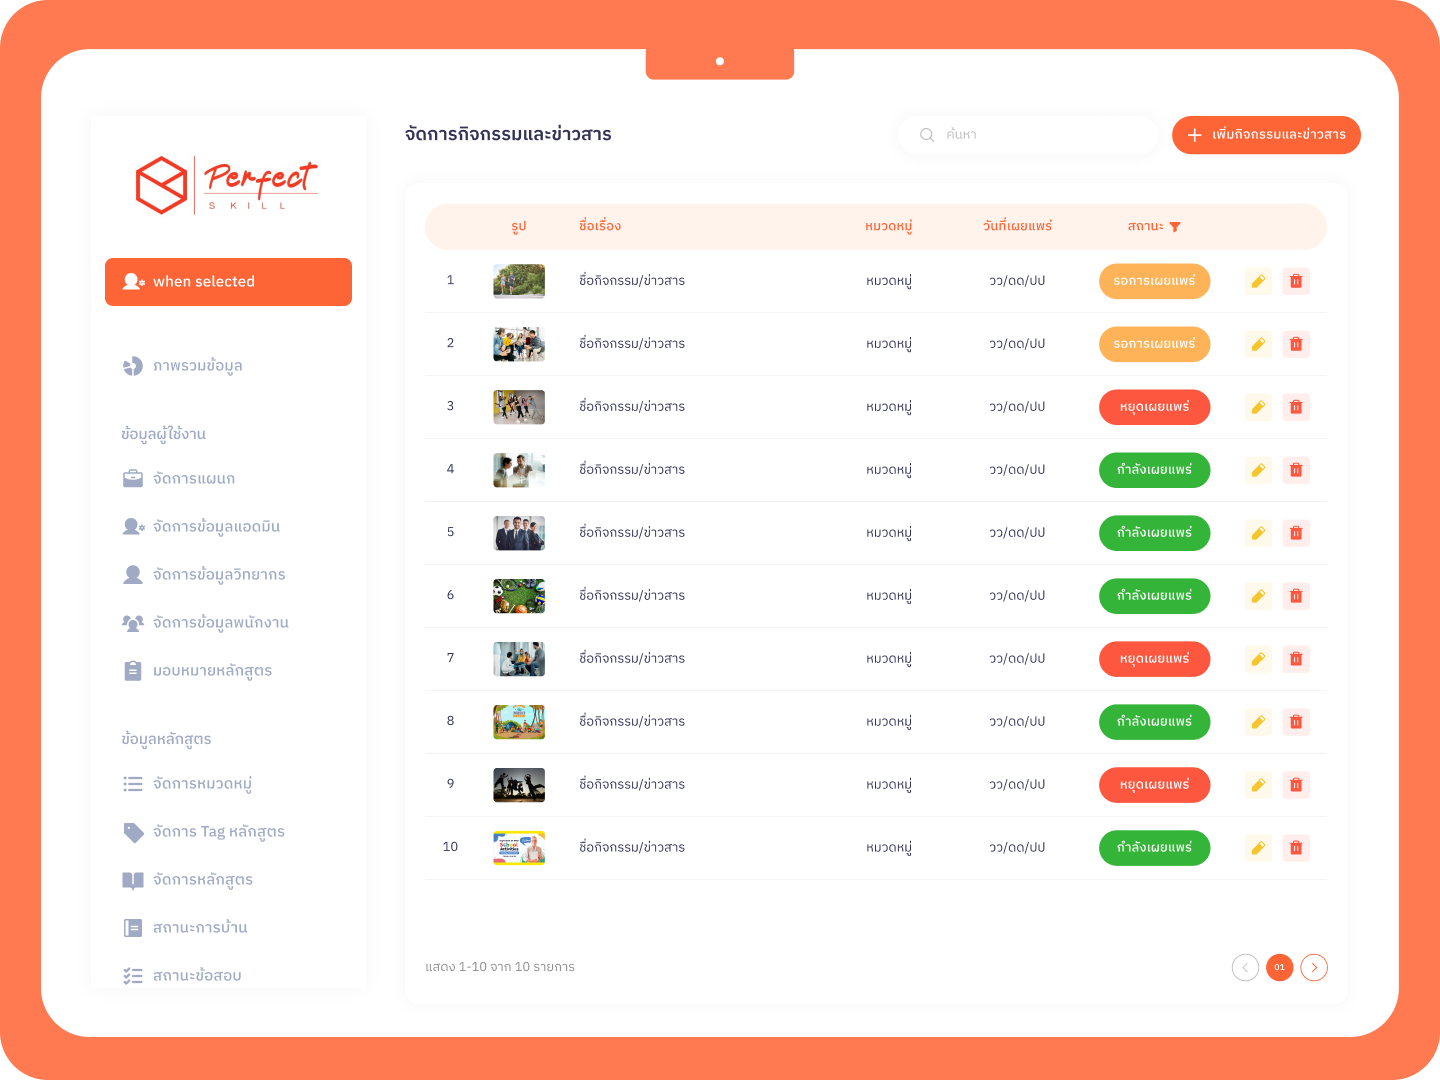 Perfect
SKILL
when selected
ภาพรวมข้อมูล
ข้อมูลผู้ใช้งาน
จัดการแผนก
จัดการข้อมูลแอดมิน
จัดการข้อมูลวิทยากร
จัดการข้อมูลพนักงาน
มอบหมายหลักสูตร
ข้อมูลหลักสูตร
จัดการหมวดหมู่
จัดการ Tag หลักสูตร
จัดการหลักสูตร
สถานะการบ้าน
สถานะข้อสอบ
จัดการกิจกรรมและข่าวสาร
ค้นหา
เพิ่มกิจกรรมและข่าวสาร
รูป ชื่อเรื่อง หมวดหมู่ วันที่เผยแพร่ สถานะ
1 ชื่อกิจกรรม/ข่าวสาร หมวดหมู่ วว/ดด/ปป รอการเผยแพร่
2 ชื่อกิจกรรม/ข่าวสาร หมวดหมู่ วว/ดด/ปป รอการเผยแพร่
3 ชื่อกิจกรรม/ข่าวสาร หมวดหมู่ วว/ดด/ปป หยุดเผยแพร่
4 ชื่อกิจกรรม/ข่าวสาร หมวดหมู่ วว/ดด/ปป กำลังเผยแพร่
5 ชื่อกิจกรรม/ข่าวสาร หมวดหมู่ วว/ดด/ปป กำลังเผยแพร่
6 ชื่อกิจกรรม/ข่าวสาร หมวดหมู่ วว/ดด/ปป กำลังเผยแพร่
7 ชื่อกิจกรรม/ข่าวสาร หมวดหมู่ วว/ดด/ปป หยุดเผยแพร่
8 ชื่อกิจกรรม/ข่าวสาร หมวดหมู่ วว/ดด/ปป กำลังเผยแพร่
9 ชื่อกิจกรรม/ข่าวสาร หมวดหมู่ วว/ดด/ปป หยุดเผยแพร่
10 School Activities ชื่อกิจกรรม/ข่าวสาร หมวดหมู่ วว/ดด/ปป กำลังเผยแพร่
แสดง 1-10 จาก 10 รายการ
01